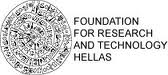 FOUNDATION
FOR RESEARCH
AND TECHNOLOGY
HELLAS